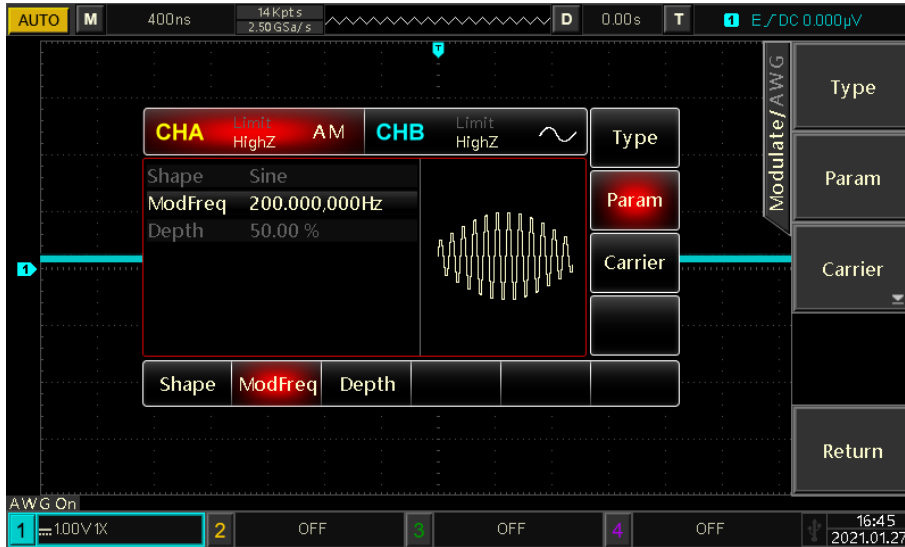 AUTO M 400ns 14Kpts D 0.00s T 1 E DC 0.000μV
2.50GSa/s
T
Modulate/AWG
Type
Param
Carrier
Return
CHA Limit AM CHB Limit
HighZ HighZ
Type
Param
Carrier
Shape Sine
ModFreq 200.000,000Hz
Depth 50.00 %
1
Shape ModFreq Depth
AWG On
1 1.00V 1X 2 OFF 3 OFF 4 OFF 16:45
2021.01.27